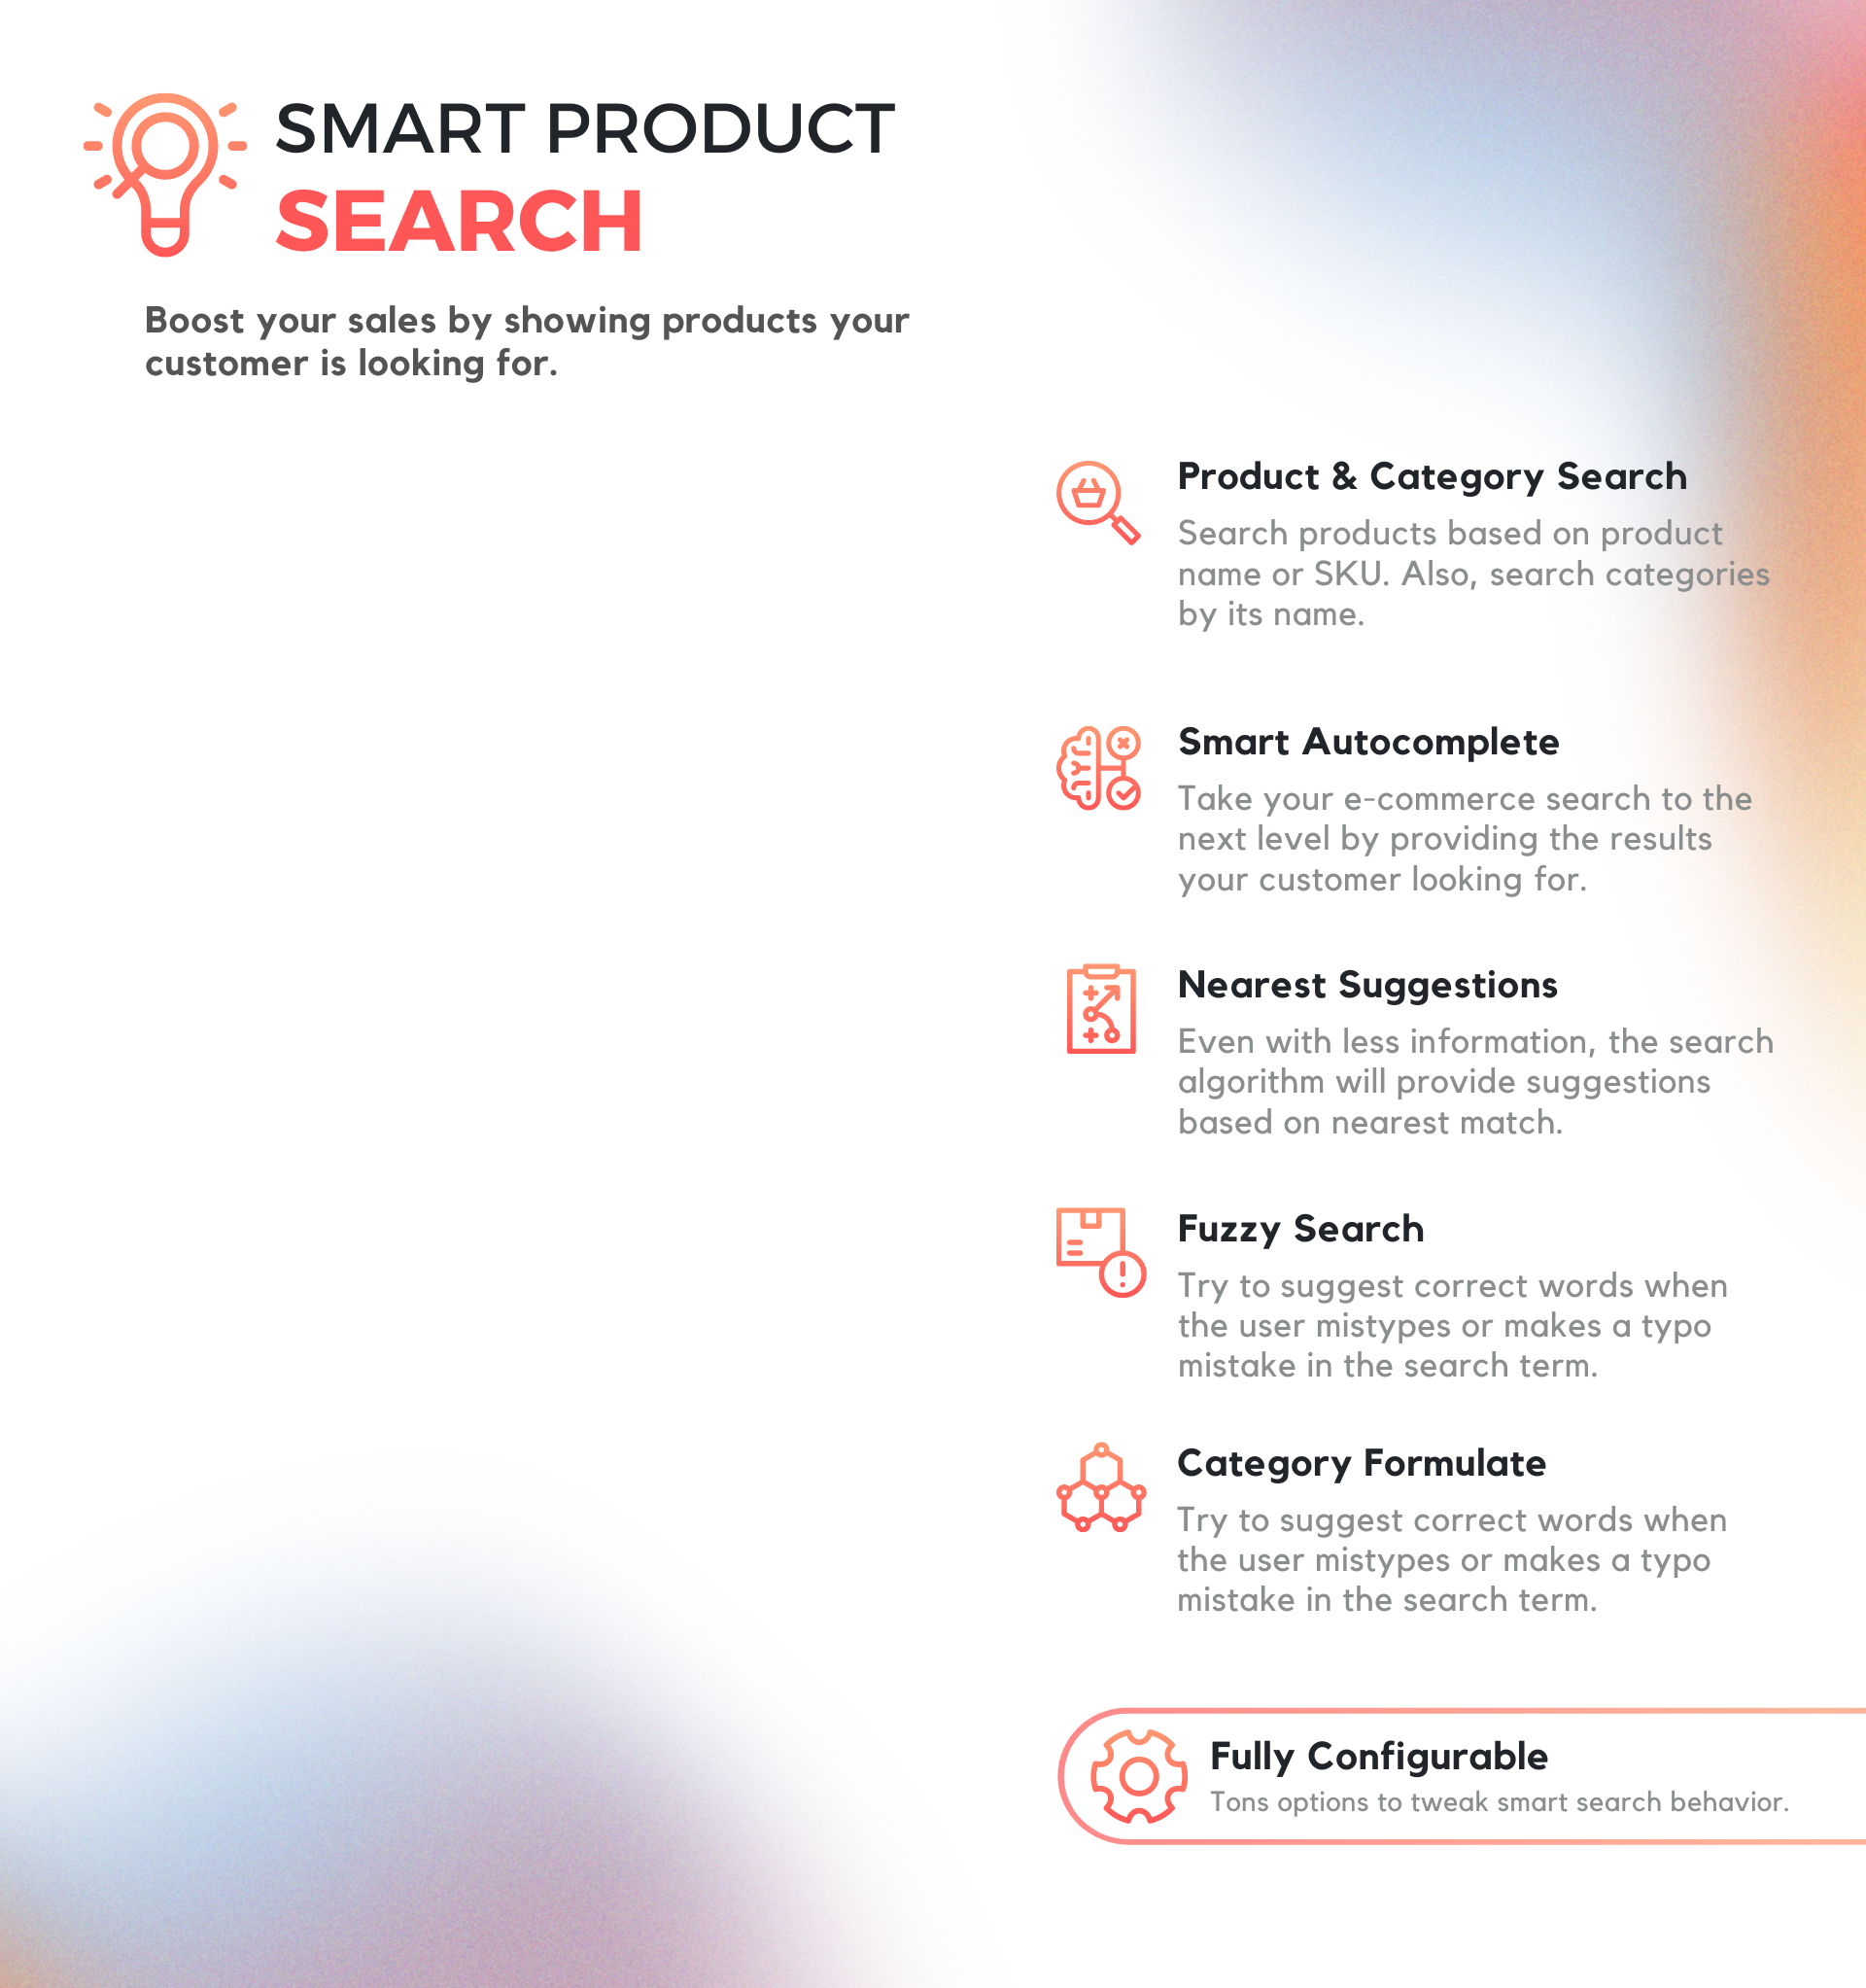 SMART PRODUCT
SEARCH
Boost your sales by showing products your
customer is looking for.
Product & Category Search
Search products based on product
name or SKU. Also, search categories
by its name.
Smart Autocomplete
Take your e-commerce search to the
next level by providing the results
your customer looking for.
Nearest Suggestions
Even with less information, the search
algorithm will provide suggestions
based on nearest match.
Fuzzy Search
Try to suggest correct words when
the user mistypes or makes a typo
mistake in the search term.
Category Formulate
Try to suggest correct words when
the user mistypes or makes a typo
mistake in the search term.
Fully Configurable
Tons options to tweak smart search behavior.